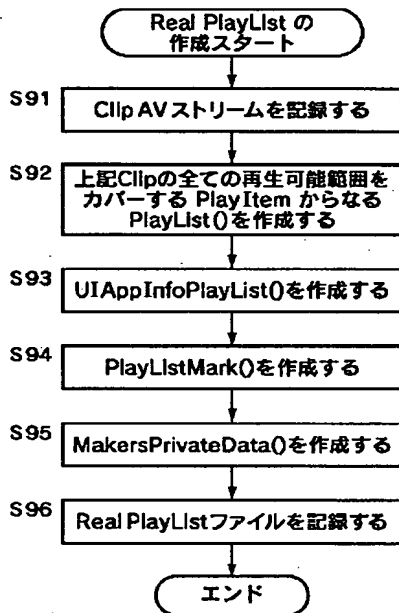 Real PlayList の
作成スタート
S91
Clip AVストリームを記録する
S92
上記Clipの全ての再生可能範囲を
カバーする PlayItem からなる
PlayList()を作成する
S93
UIAppInfoPlayList()を作成する
S94
PlayListMark()を作成する
S95
MakersPrivateData()を作成する
S96
Real PlayListファイルを記録する
エンド